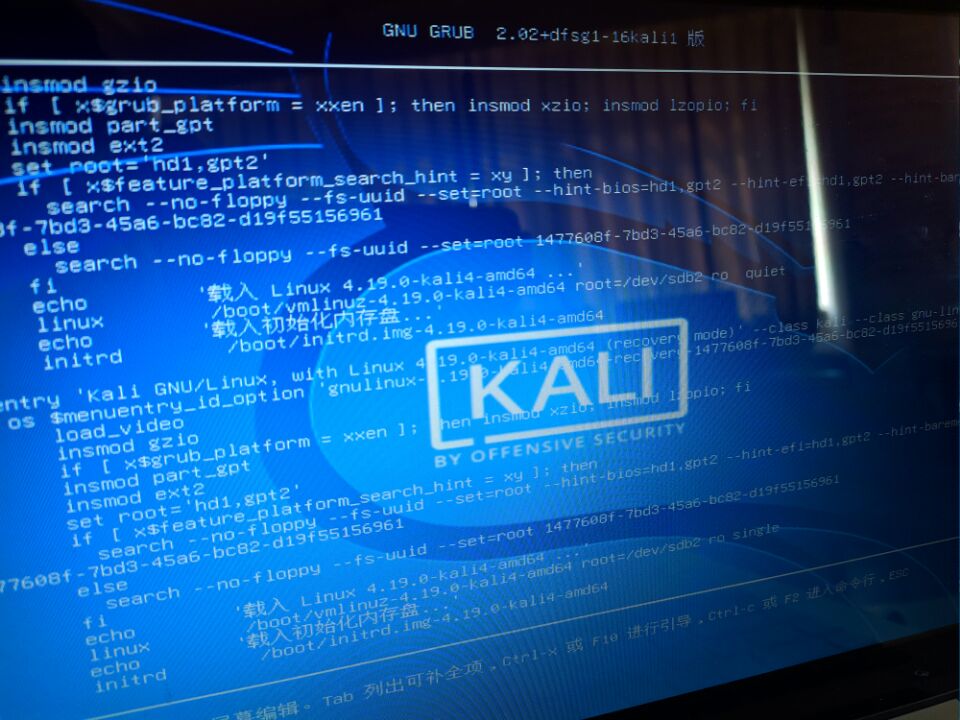 GNU GRUB 2.02+dfsg1-16kali1 版
insmod gzio
if [ x$grub_platform = xxen ]; then insmod xzio; insmod lzopio; fi
insmod part_gpt
insmod ext2
set root='hd1,gpt2'
if [ x$feature_platform_search_hint = xy ]; then
search --no-floppy --fs-uuid --set=root --hint-bios=hd1,gpt2 --hint-efi=hd1,gpt2 --hint-bar
8f-7bd3-45a6-bc82-d19f55156961
else
search --no-floppy --fs-uuid --set=root 1477608f-7bd3-45a6-bc82-d19f55156961
fi
echo '载入 Linux 4.19.0-kali4-amd64 ...'
linux /boot/vmlinuz-4.19.0-kali4-amd64 root=/dev/sdb2 ro quiet
echo '载入初始化内存盘...'
initrd /boot/initrd.img-4.19.0-kali4-amd64
entry 'Kali GNU/Linux, with Linux 4.19.0-kali4-amd64 (recovery mode)' --class kali --class gnu-lin
os $menuentry_id_option 'gnulinux-4.19.0-kali4-amd64-recovery-1477608f-7bd3-45a6-bc82-d19f5515696
load_video
insmod gzio
if [ x$grub_platform = xxen ]; then insmod xzio; insmod lzopio; fi
insmod part_gpt
insmod ext2
set root='hd1,gpt2'
if [ x$feature_platform_search_hint = xy ]; then
search --no-floppy --fs-uuid --set=root --hint-bios=hd1,gpt2 --hint-efi=hd1,gpt2 --hint-bareme
77608f-7bd3-45a6-bc82-d19f55156961
else
search --no-floppy --fs-uuid --set=root 1477608f-7bd3-45a6-bc82-d19f55156961
fi
echo '载入 Linux 4.19.0-kali4-amd64 ...'
linux /boot/vmlinuz-4.19.0-kali4-amd64 root=/dev/sdb2 ro single
echo '载入初始化内存盘...'
initrd /boot/initrd.img-4.19.0-kali4-amd64
KALI
BY OFFENSIVE SECURITY
屏幕编辑。Tab 列出可补全项，Ctrl-x 或 F10 进行引导，Ctrl-c 或 F2 进入命令行，ESC